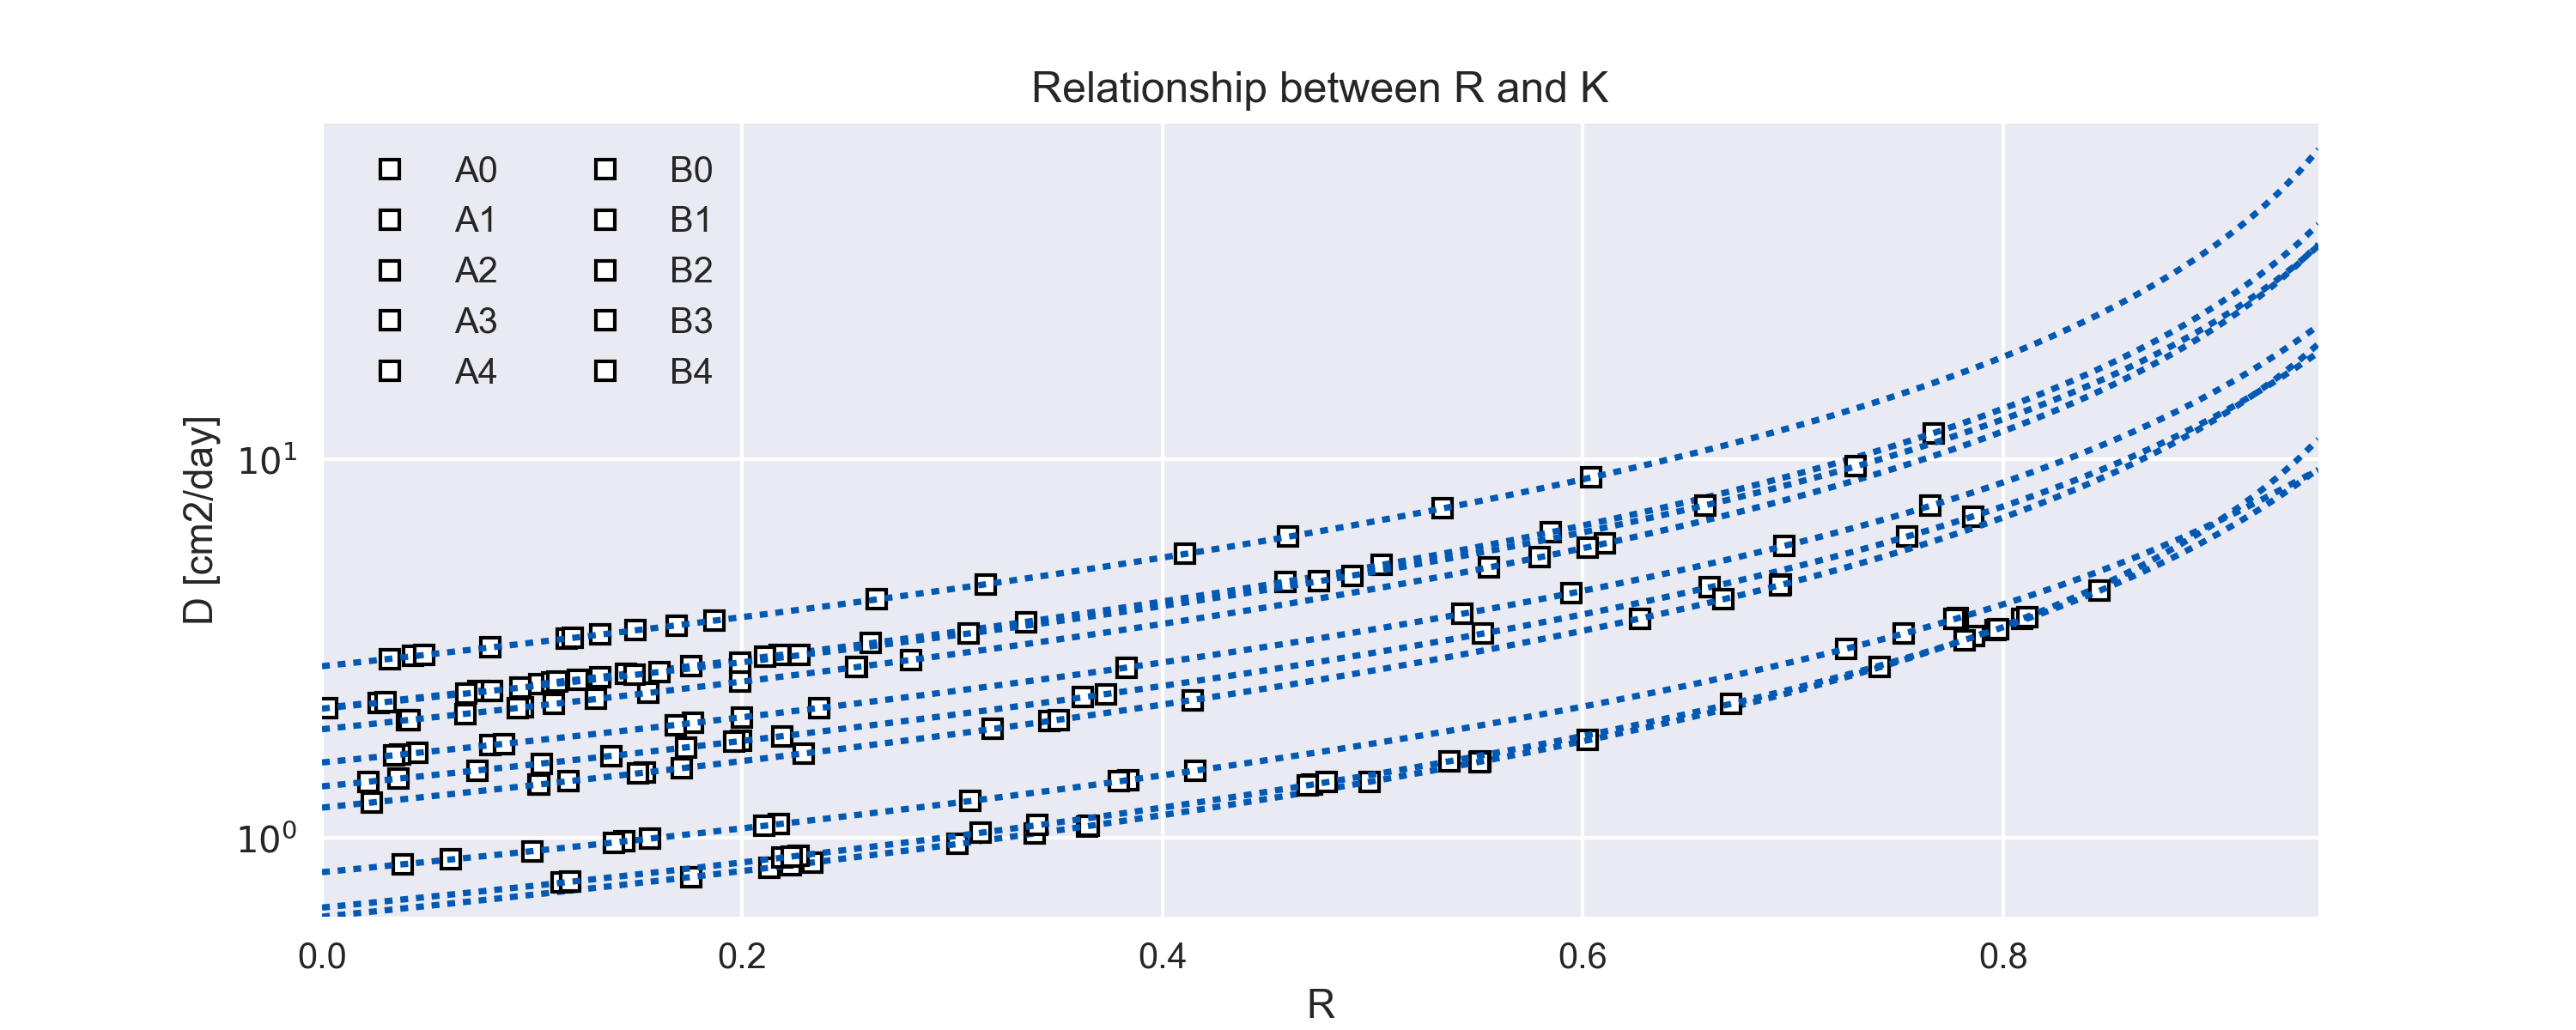 Relationship between R and K
A0 B0
A1 B1
A2 B2
A3 B3
A4 B4
D [cm2/day]
10¹
10⁰
0.0 0.2 0.4 0.6 0.8
R